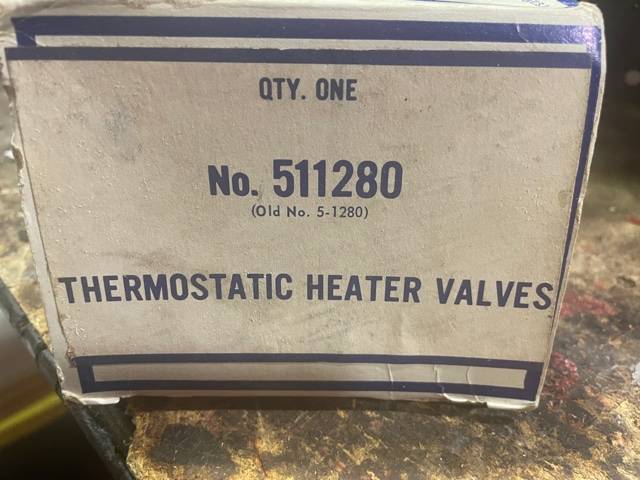 QTY. ONE
No. 511280
(Old No. 5-1280)
THERMOSTATIC HEATER VALVES